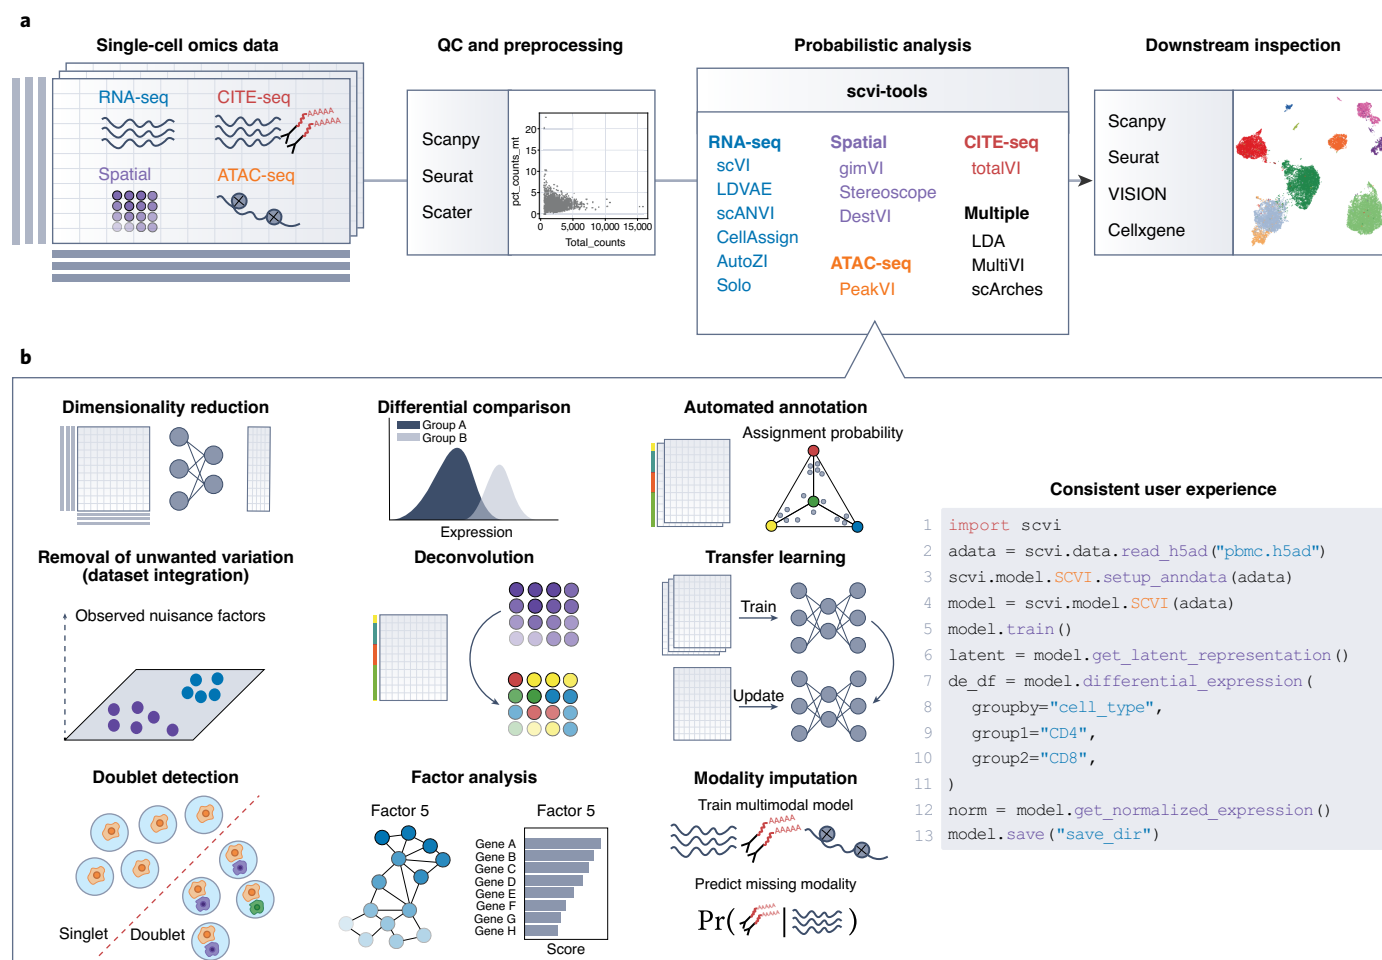 a
Single-cell omics data
QC and preprocessing
Probabilistic analysis
Downstream inspection
RNA-seq
CITE-seq
AAAAA
AAAAA
Spatial
ATAC-seq
Scanpy
Seurat
Scater
pct_counts_mt
20
15
10
5
0
0
5,000
10,000
15,000
Total_counts
scvi-tools
RNA-seq
scVI
LDVAE
scANVI
CellAssign
AutoZI
Solo
Spatial
gimVI
Stereoscope
DestVI
ATAC-seq
PeakVI
CITE-seq
totalVI
Multiple
LDA
MultiVI
scArches
Scanpy
Seurat
VISION
Cellxgene
b
Dimensionality reduction
Differential comparison
Group A
Group B
Expression
Automated annotation
Assignment probability
Removal of unwanted variation
(dataset integration)
Observed nuisance factors
Deconvolution
Transfer learning
Train
Update
Doublet detection
Singlet
Doublet
Factor analysis
Factor 5
Factor 5
Gene A
Gene B
Gene C
Gene D
Gene E
Gene F
Gene G
Gene H
Score
Modality imputation
Train multimodal model
AAAAA
AAAAA
Predict missing modality
Pr( AAAAA AAAAA | )
Consistent user experience
1 import scvi
2 adata = scvi.data.read_h5ad("pbmc.h5ad")
3 scvi.model.SCVI.setup_anndata(adata)
4 model = scvi.model.SCVI(adata)
5 model.train()
6 latent = model.get_latent_representation()
7 de_df = model.differential_expression(
8 groupby="cell_type",
9 group1="CD4",
10 group2="CD8",
11 )
12 norm = model.get_normalized_expression()
13 model.save("save_dir")